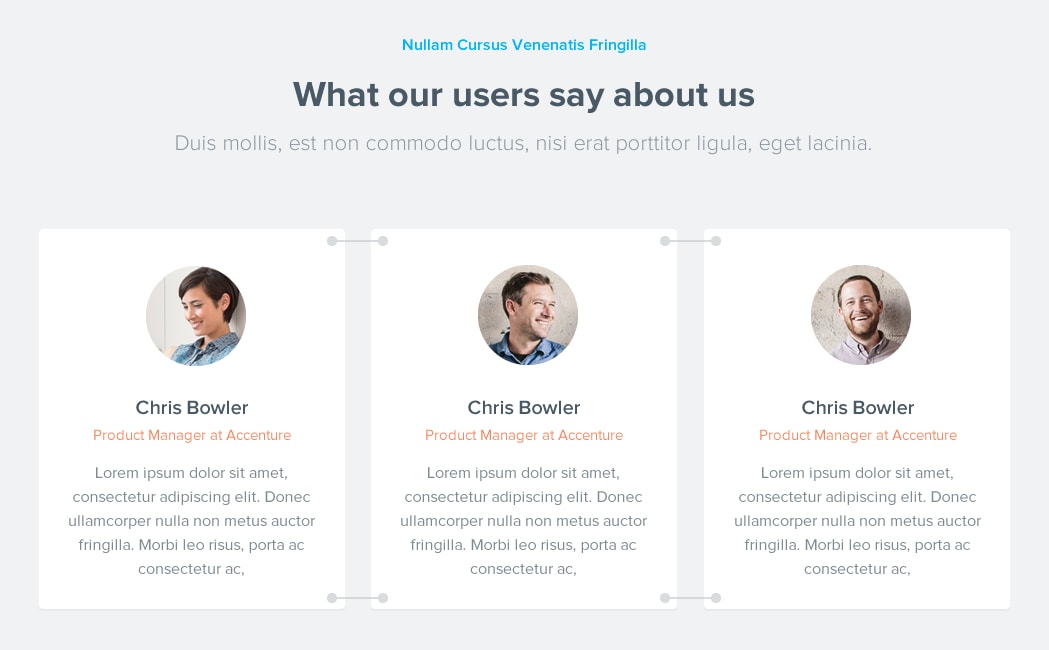 Nullam Cursus Venenatis Fringilla
What our users say about us
Duis mollis, est non commodo luctus, nisi erat porttitor ligula, eget lacinia.
Chris Bowler
Product Manager at Accenture
Lorem ipsum dolor sit amet,
consectetur adipiscing elit. Donec
ullamcorper nulla non metus auctor
fringilla. Morbi leo risus, porta ac
consectetur ac,
Chris Bowler
Product Manager at Accenture
Lorem ipsum dolor sit amet,
consectetur adipiscing elit. Donec
ullamcorper nulla non metus auctor
fringilla. Morbi leo risus, porta ac
consectetur ac,
Chris Bowler
Product Manager at Accenture
Lorem ipsum dolor sit amet,
consectetur adipiscing elit. Donec
ullamcorper nulla non metus auctor
fringilla. Morbi leo risus, porta ac
consectetur ac,